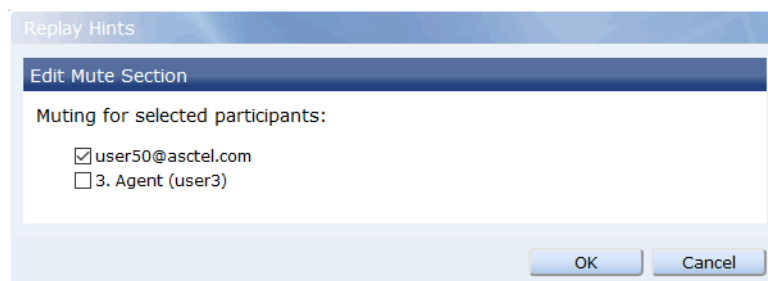 Replay Hints
Edit Mute Section
Muting for selected participants:
user50@asctel.com
3. Agent (user3)
OK Cancel